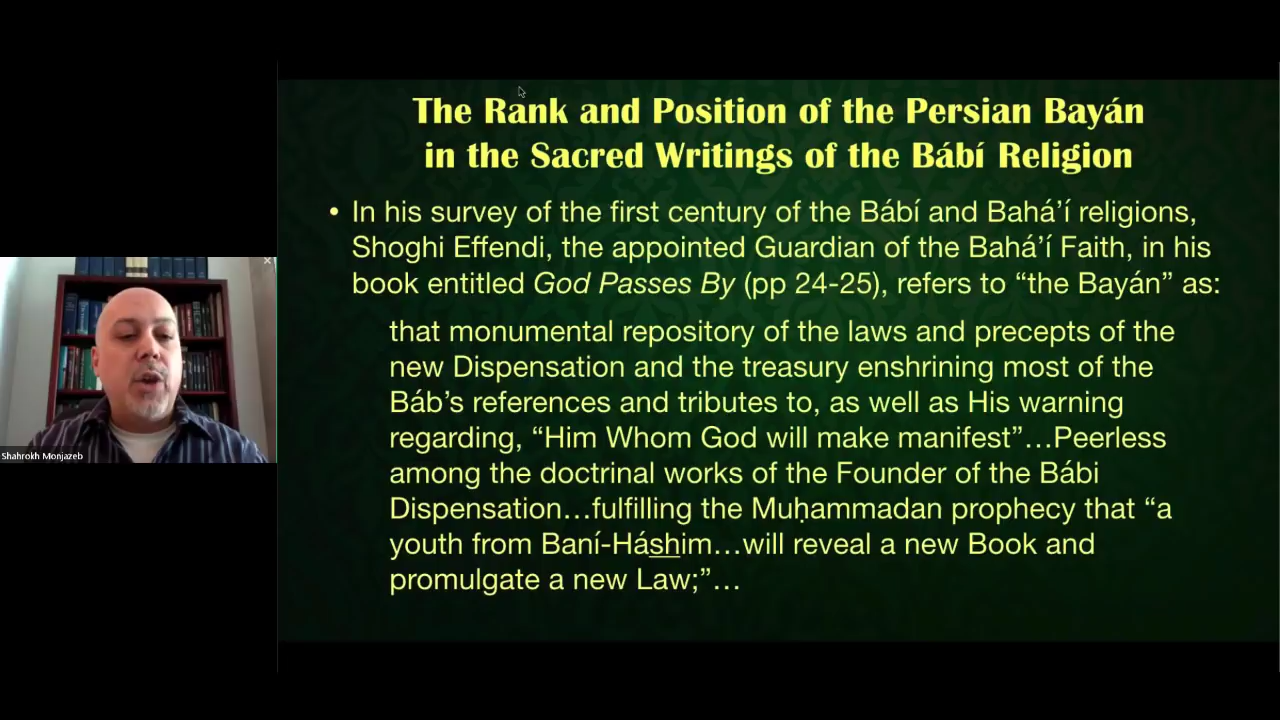 The Rank and Position of the Persian Bayán
in the Sacred Writings of the Bábí Religion
• In his survey of the first century of the Bábí and Bahá’í religions,
Shoghi Effendi, the appointed Guardian of the Bahá’í Faith, in his
book entitled God Passes By (pp 24-25), refers to “the Bayán” as:
that monumental repository of the laws and precepts of the
new Dispensation and the treasury enshrining most of the
Báb’s references and tributes to, as well as His warning
regarding, “Him Whom God will make manifest”…Peerless
among the doctrinal works of the Founder of the Bábi
Dispensation…fulfilling the Muḥammadan prophecy that “a
youth from Baní-Háshim…will reveal a new Book and
promulgate a new Law;”…
Shahrokh Monjazeb